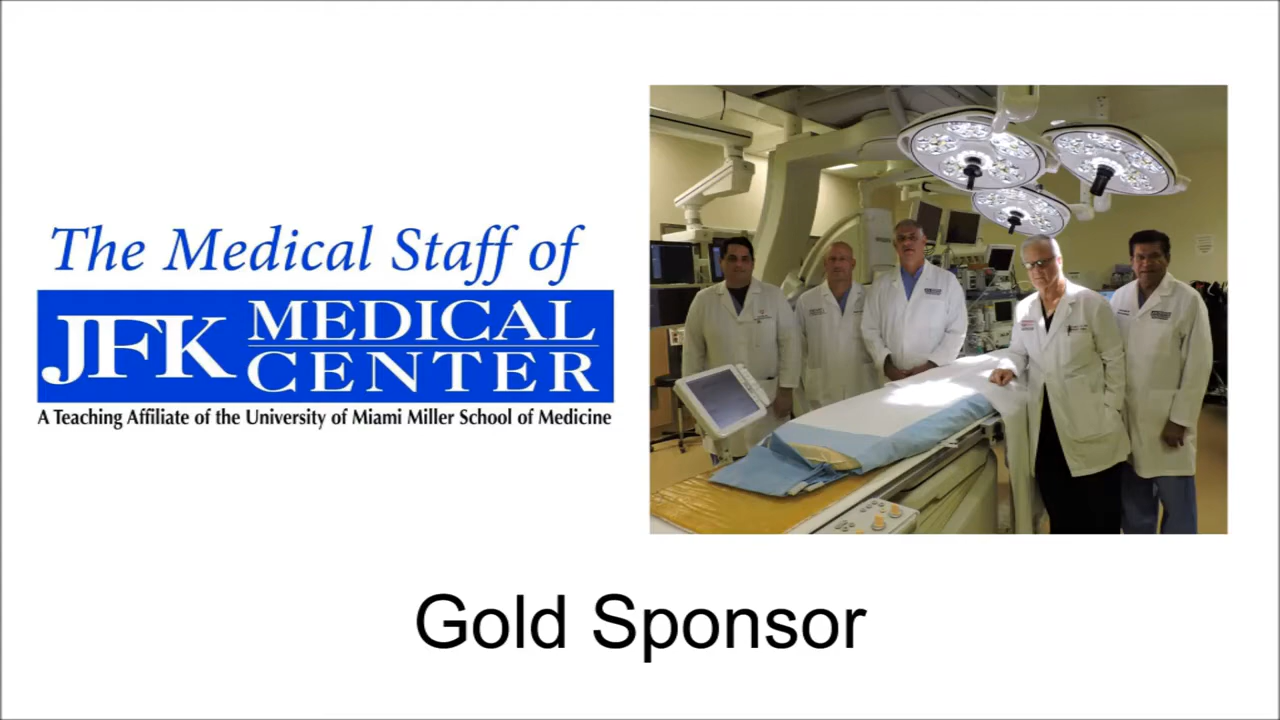 The Medical Staff of
JFK MEDICAL
CENTER
A Teaching Affiliate of the University of Miami Miller School of Medicine
Gold Sponsor